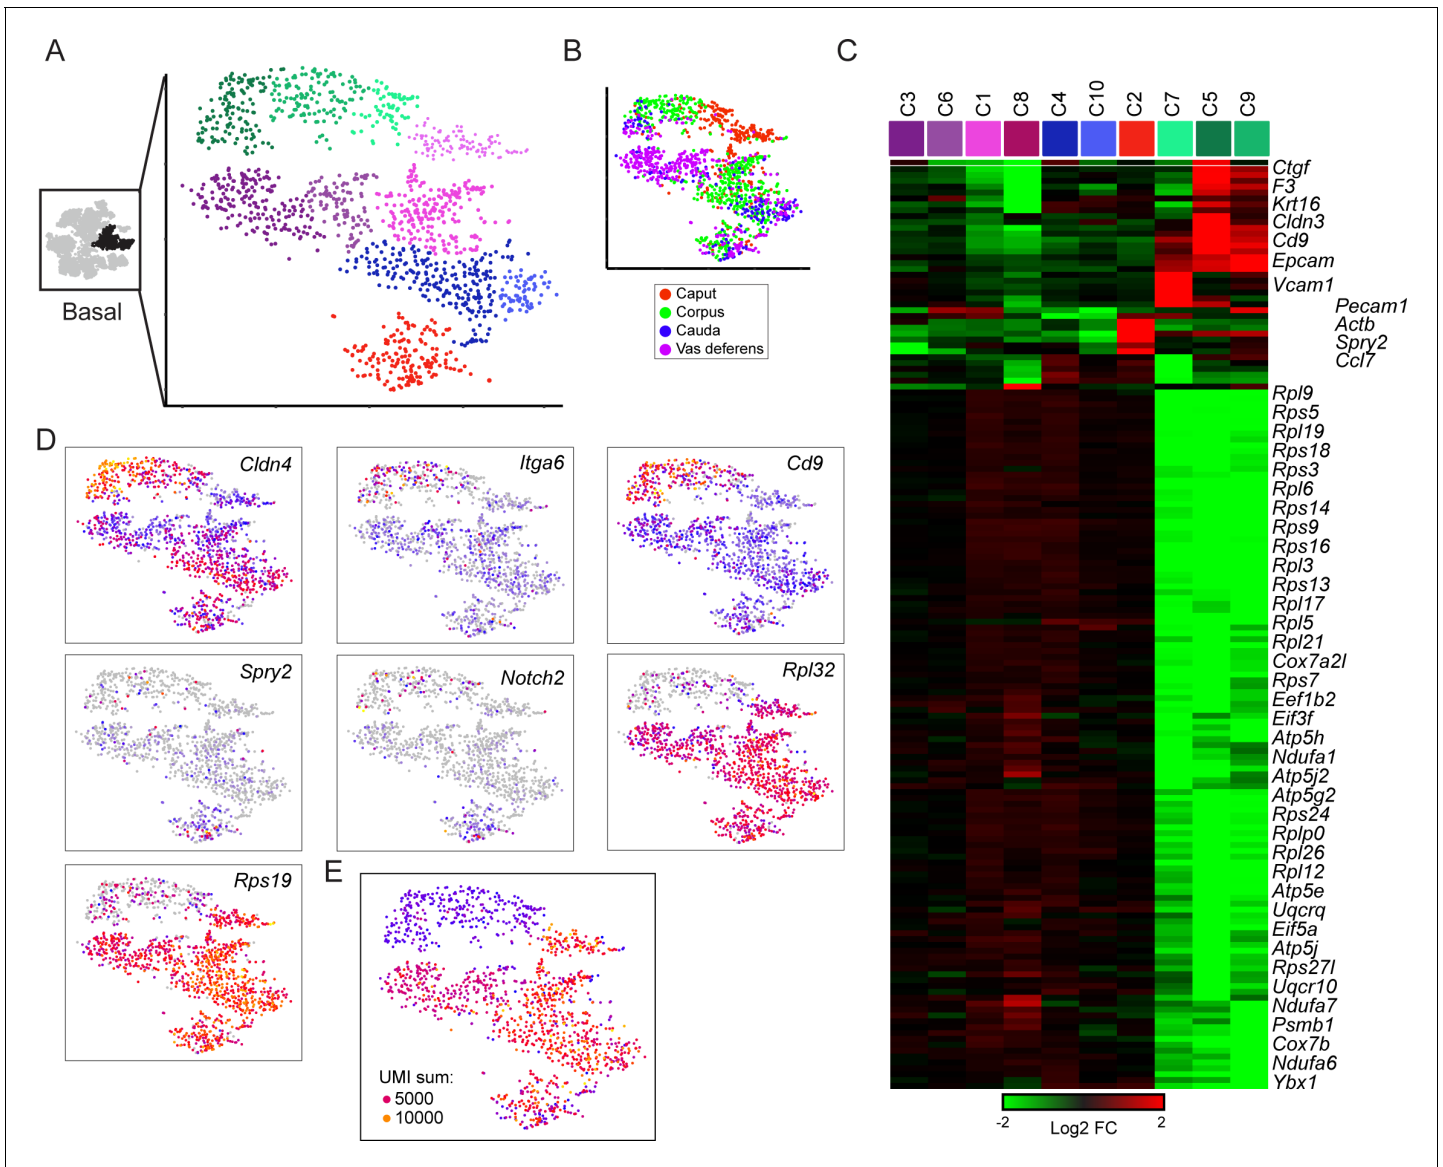 A
Basal
B
Caput
Corpus
Cauda
Vas deferens
C
C3 C6 C1 C8 C4 C10 C2 C7 C5 C9
Ctgf
F3
Krt16
Cldn3
Cd9
Epcam
Vcam1
Pecam1
Actb
Spry2
Ccl7
Rpl9
Rps5
Rpl19
Rps18
Rps3
Rpl6
Rps14
Rps9
Rps16
Rpl3
Rps13
Rpl17
Rpl5
Rpl21
Cox7a2l
Rps7
Eef1b2
Eif3f
Atp5h
Ndufa1
Atp5j2
Atp5g2
Rps24
Rplp0
Rpl26
Rpl12
Atp5e
Uqcrq
Eif5a
Atp5j
Rps27l
Uqcr10
Ndufa7
Psmb1
Cox7b
Ndufa6
Ybx1
-2 2
Log2 FC
D
Cldn4
Itga6
Cd9
Spry2
Notch2
Rpl32
Rps19
E
UMI sum:
5000
10000